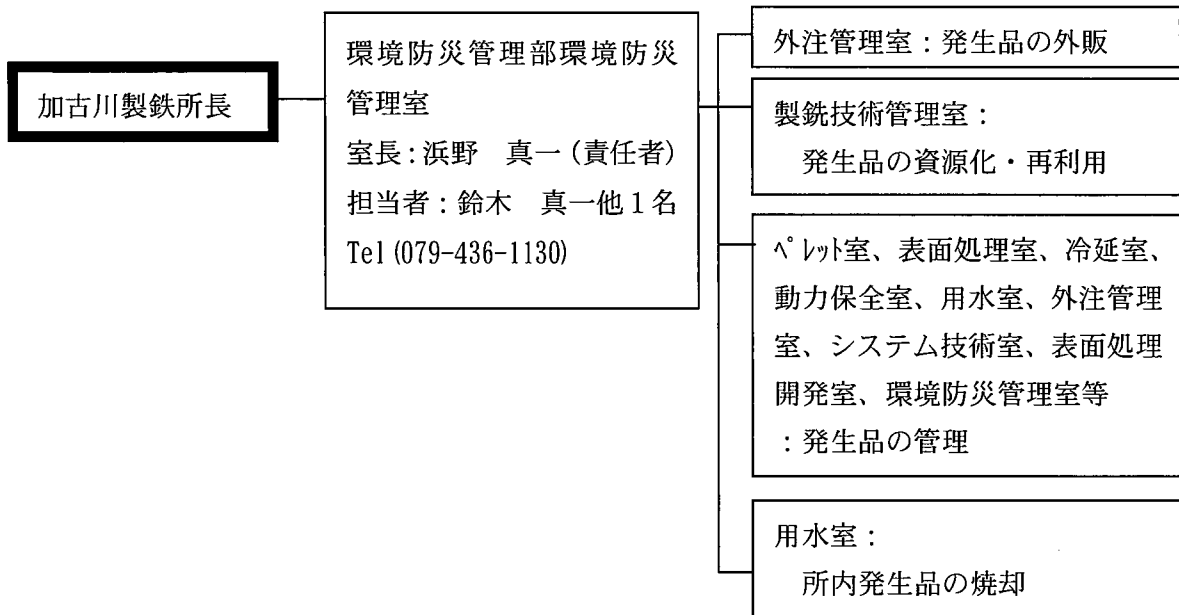 加古川製鉄所長
環境防災管理部環境防災
管理室
室長：浜野　真一（責任者）
担当者：鈴木　真一他１名
Tel(079-436-1130)
外注管理室：発生品の外販
製銑技術管理室：
発生品の資源化・再利用
ﾍﾟﾚｯﾄ室、表面処理室、冷延室、
動力保全室、用水室、外注管理
室、システム技術室、表面処理
開発室、環境防災管理室等
：発生品の管理
用水室：
所内発生品の焼却